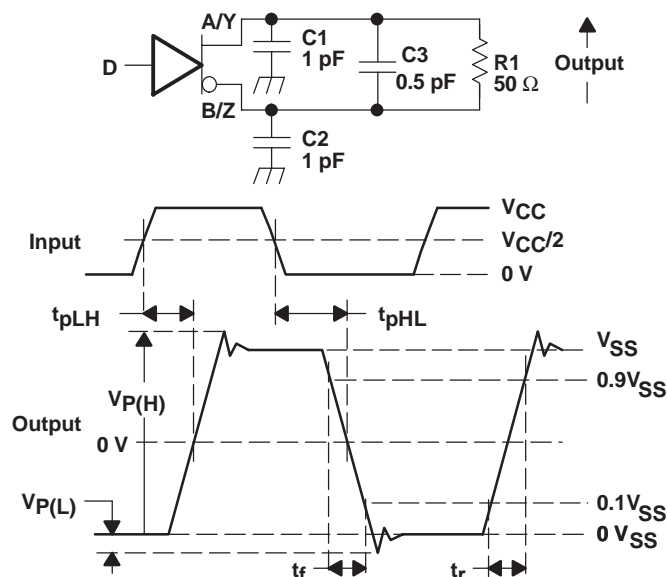 A/Y
C1
1 pF
C3
0.5 pF
R1
50 Ω
Output
D
B/Z
C2
1 pF
Input
VCC
VCC/2
0 V
tpLH
tpHL
VP(H)
VSS
0.9VSS
Output
0 V
VP(L)
0.1VSS
0 VSS
tf
tr